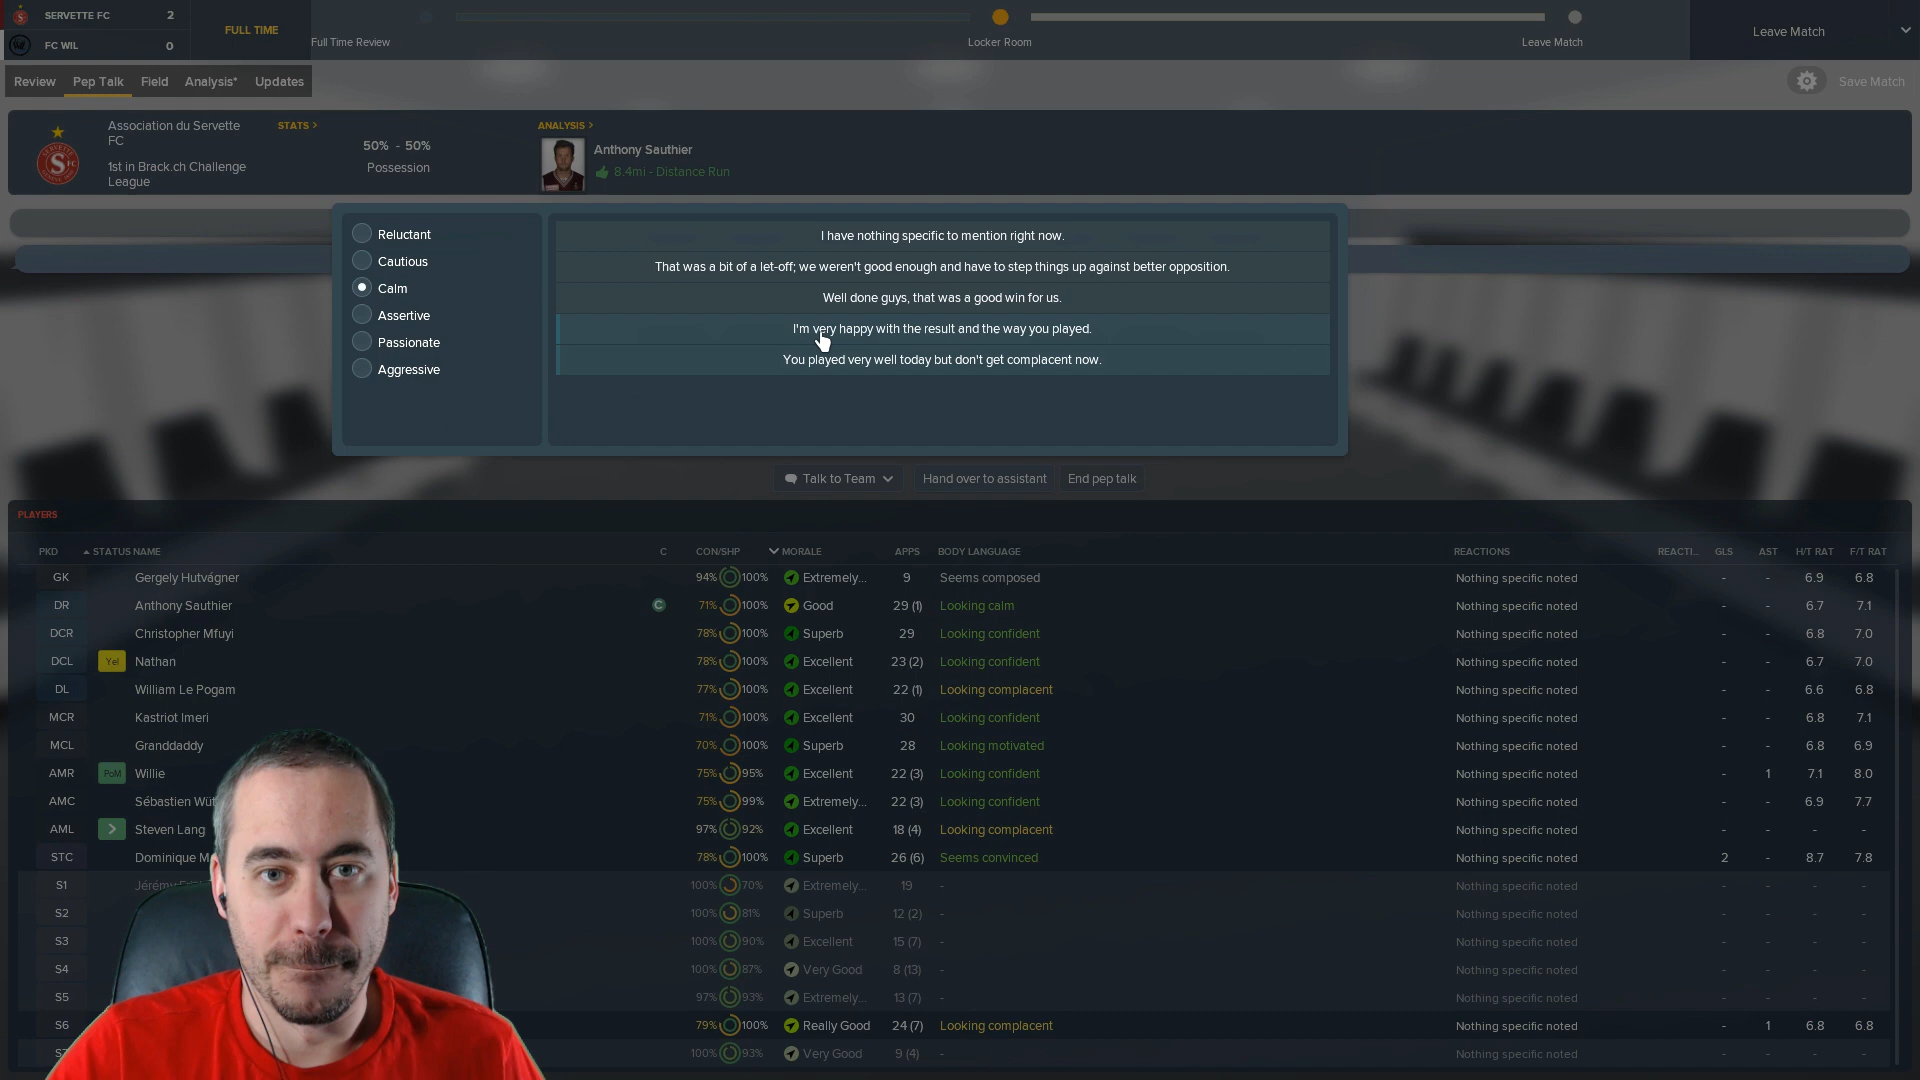 SERVETTE FC 2
FC WIL 0
FULL TIME
Full Time Review
Locker Room
Leave Match
Leave Match
Review Pep Talk Field Analysis* Updates
Save Match
Association du Servette
FC
1st in Brack.ch Challenge
League
STATS >
50% - 50%
Possession
ANALYSIS >
Anthony Sauthier
8.4mi - Distance Run
Reluctant
Cautious
Calm
Assertive
Passionate
Aggressive
I have nothing specific to mention right now.
That was a bit of a let-off; we weren't good enough and have to step things up against better opposition.
Well done guys, that was a good win for us.
I'm very happy with the result and the way you played.
You played very well today but don't get complacent now.
Talk to Team Hand over to assistant End pep talk
PLAYERS
PKD STATUS NAME C CON/SHP MORALE APPS BODY LANGUAGE REACTIONS REACTI... GLS AST H/T RAT F/T RAT
GK Gergely Hutvágner 94% 100% Extremely... 9 Seems composed Nothing specific noted - - 6.9 6.8
DR Anthony Sauthier C 71% 100% Good 29 (1) Looking calm Nothing specific noted - - 6.7 7.1
DCR Christopher Mfuyi 78% 100% Superb 29 Looking confident Nothing specific noted - - 6.8 7.0
DCL Yel Nathan 78% 100% Excellent 23 (2) Looking confident Nothing specific noted - - 6.7 7.0
DL William Le Pogam 77% 100% Excellent 22 (1) Looking complacent Nothing specific noted - - 6.6 6.8
MCR Kastriot Imeri 71% 100% Excellent 30 Looking confident Nothing specific noted - - 6.8 7.1
MCL Granddaddy 70% 100% Superb 28 Looking motivated Nothing specific noted - - 6.8 6.9
AMR PoM Willie 75% 95% Excellent 22 (3) Looking confident Nothing specific noted - 1 7.1 8.0
AMC Sébastien 75% 99% Extremely... 22 (3) Looking confident Nothing specific noted - - 6.9 7.7
AML Steven Lang 97% 92% Excellent 18 (4) Looking complacent Nothing specific noted - - - -
STC Dominique 78% 100% Superb 26 (6) Seems convinced Nothing specific noted 2 - 8.7 7.8
S1 100% 70% Extremely... 19 - Nothing specific noted - - - -
S2 100% 81% Superb 12 (2) - Nothing specific noted - - - -
S3 100% 90% Excellent 15 (7) - Nothing specific noted - - - -
S4 100% 87% Very Good 8 (13) - Nothing specific noted - - - -
S5 97% 93% Extremely... 13 (7) - Nothing specific noted - - - -
S6 79% 100% Really Good 24 (7) Looking complacent Nothing specific noted - 1 6.8 6.8
100% 93% Very Good 9 (4) - Nothing specific noted - - - -